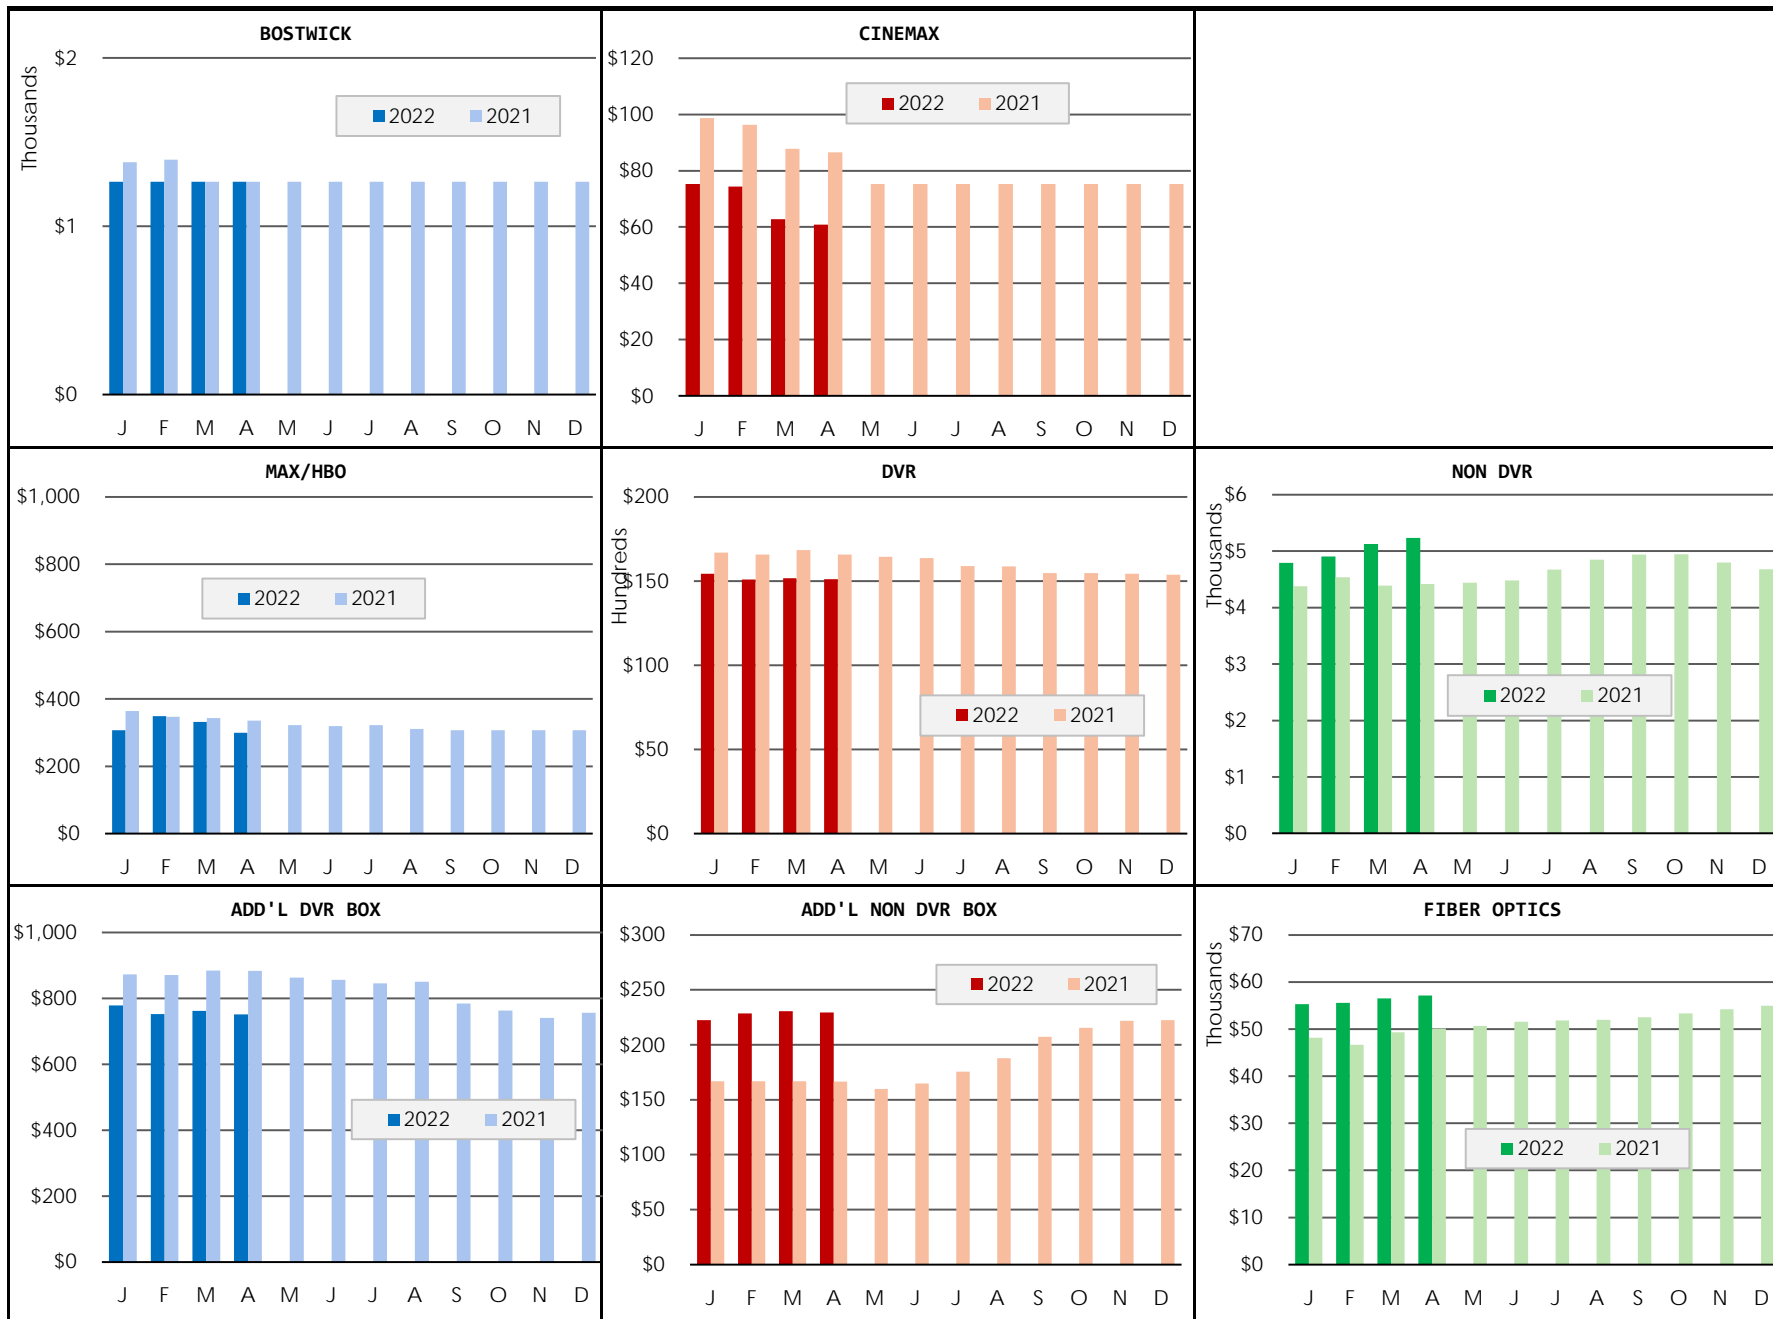 BOSTWICK
Thousands
$2
$1
$0
2022 2021
J F M A M J J A S O N D
CINEMAX
$120
$100
$80
$60
$40
$20
$0
2022 2021
J F M A M J J A S O N D
MAX/HBO
$1,000
$800
$600
$400
$200
$0
2022 2021
J F M A M J J A S O N D
DVR
Hundreds
$200
$150
$100
$50
$0
2022 2021
J F M A M J J A S O N D
NON DVR
Thousands
$6
$5
$4
$3
$2
$1
$0
2022 2021
J F M A M J J A S O N D
ADD'L DVR BOX
$1,000
$800
$600
$400
$200
$0
2022 2021
J F M A M J J A S O N D
ADD'L NON DVR BOX
$300
$250
$200
$150
$100
$50
$0
2022 2021
J F M A M J J A S O N D
FIBER OPTICS
Thousands
$70
$60
$50
$40
$30
$20
$10
$0
2022 2021
J F M A M J J A S O N D